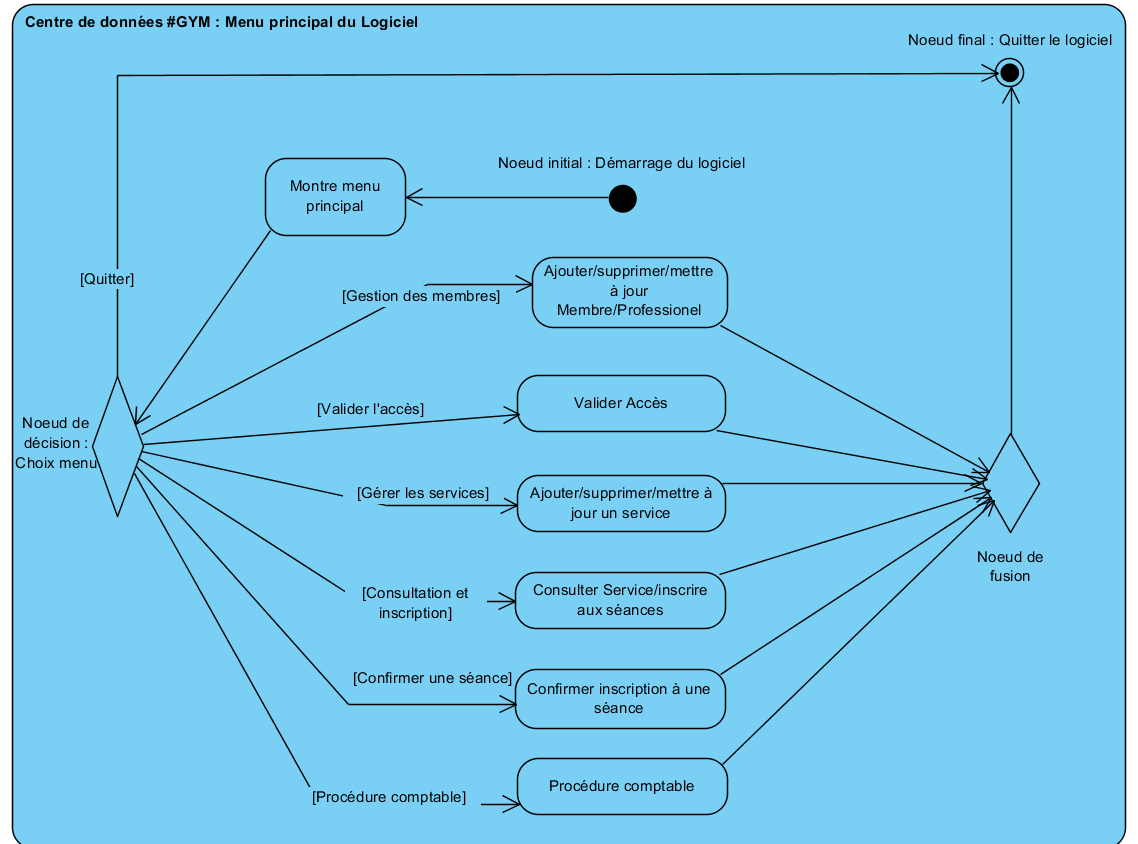 Centre de données #GYM : Menu principal du Logiciel
Noeud final : Quitter le logiciel
Noeud initial : Démarrage du logiciel
Montre menu
principal
[Quitter]
[Gestion des membres]
Ajouter/supprimer/mettre
à jour
Membre/Professionel
Noeud de
décision :
Choix menu
[Valider l'accès]
Valider Accès
[Gérer les services]
Ajouter/supprimer/mettre à
jour un service
Noeud de
fusion
[Consultation et
inscription]
Consulter Service/inscrire
aux séances
[Confirmer une séance]
Confirmer inscription à une
séance
[Procédure comptable]
Procédure comptable